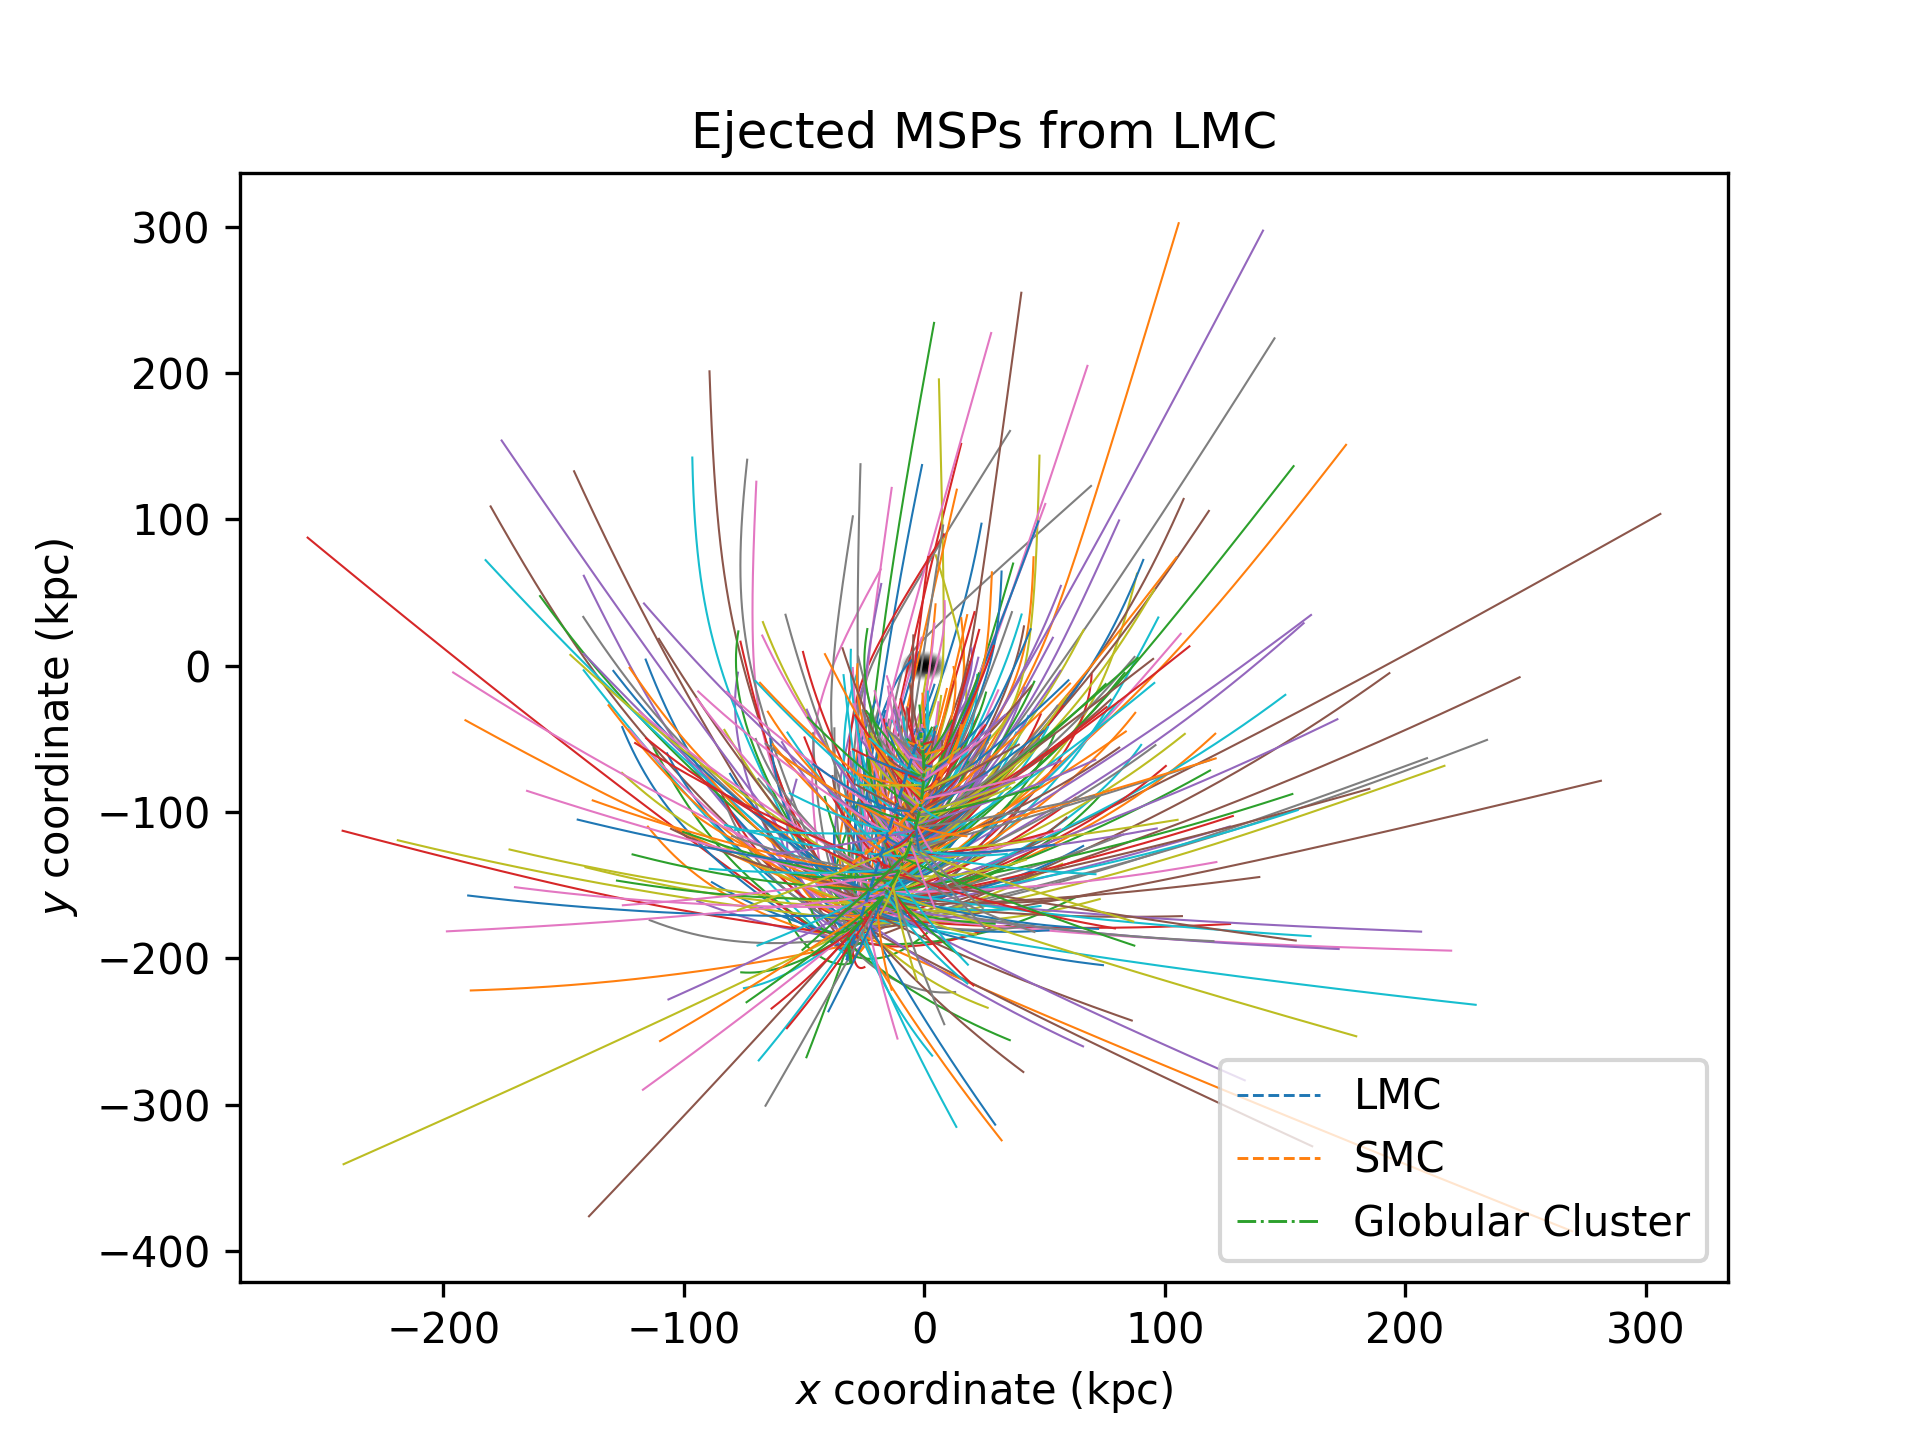 Ejected MSPs from LMC
300
200
100
0
−100
−200
−300
−400
y coordinate (kpc)
LMC
SMC
Globular Cluster
−200
−100
0
100
200
300
x coordinate (kpc)